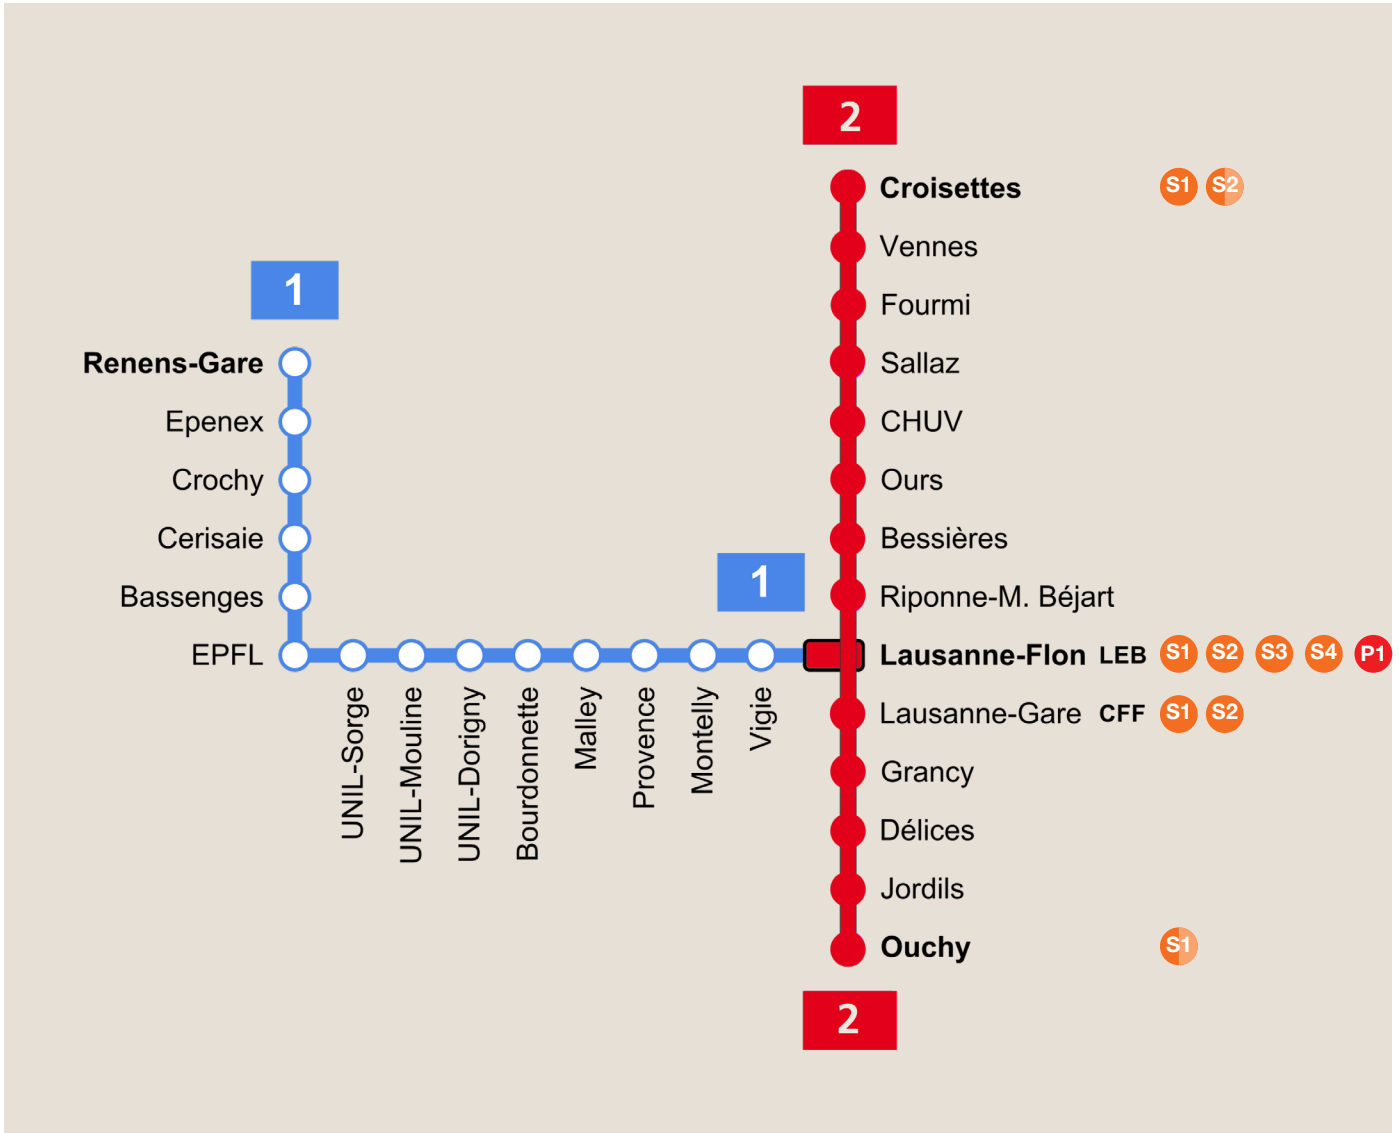 2
Croisettes S1 S2
Vennes
1
Fourmi
Renens-Gare
Sallaz
Epenex
CHUV
Crochy
Ours
Cerisaie
Bessières
1
Bassenges
Riponne-M. Béjart
EPFL
Lausanne-Flon LEB S1 S2 S3 S4 P1
UNIL-Sorge
UNIL-Mouline
UNIL-Dorigny
Bourdonnette
Malley
Provence
Montelly
Vigie
Lausanne-Gare CFF S1 S2
Grancy
Délices
Jordils
Ouchy S1
2